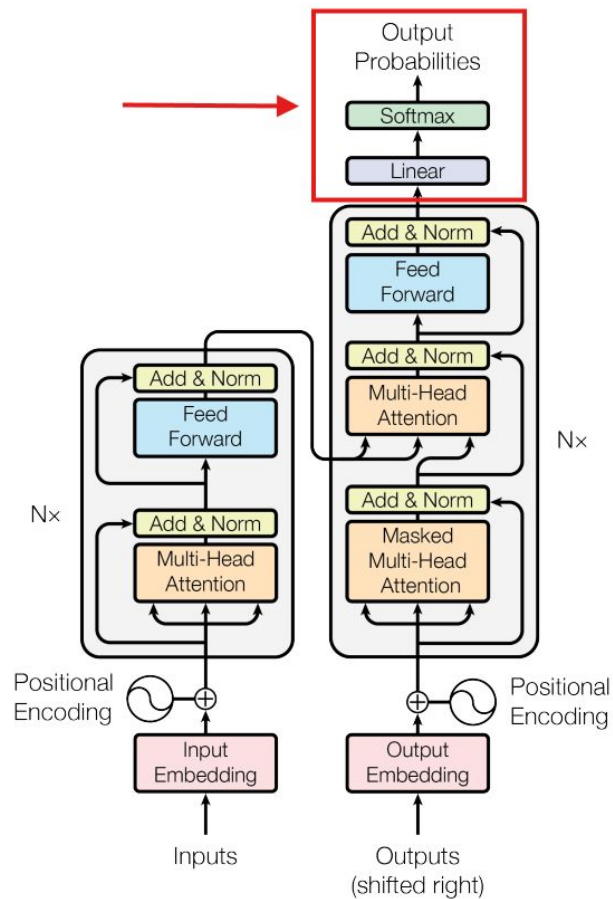 Output
Probabilities
Softmax
Linear
Add & Norm
Feed
Forward
Add & Norm
Multi-Head
Attention
Add & Norm
Masked
Multi-Head
Attention
N×
Add & Norm
Feed
Forward
Add & Norm
Multi-Head
Attention
N×
Positional
Encoding
Positional
Encoding
Input
Embedding
Output
Embedding
Inputs
Outputs
(shifted right)